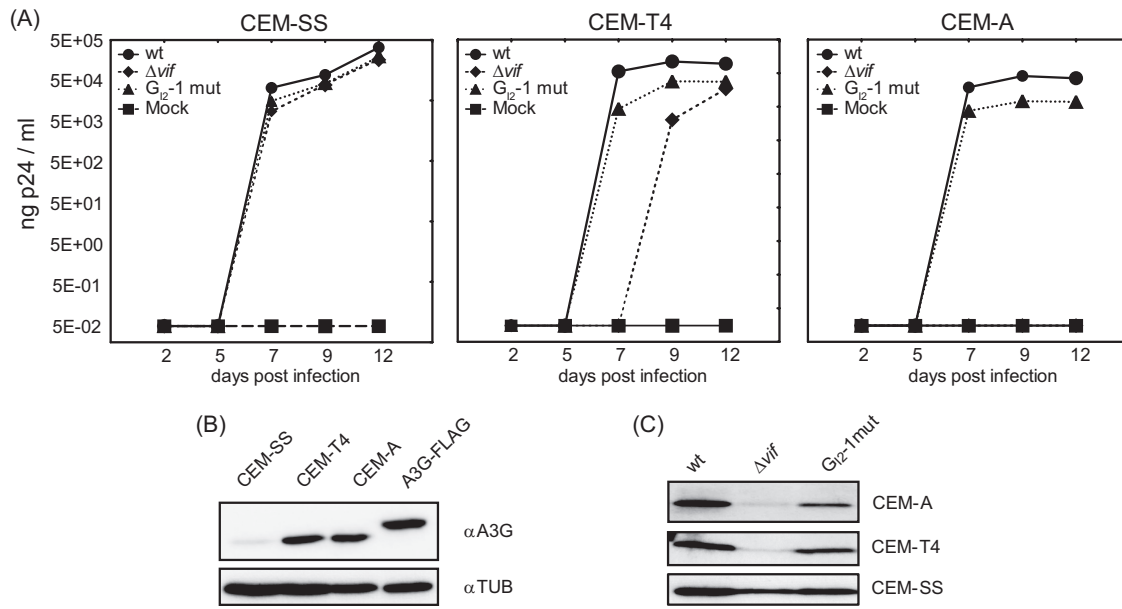 (A)
CEM-SS
CEM-T4
CEM-A
ng p24 / ml
5E+05
5E+04
5E+03
5E+02
5E+01
5E+00
5E-01
5E-02
wt
Δvif
G_I2-1 mut
Mock
2 5 7 9 12
days post infection
wt
Δvif
G_I2-1 mut
Mock
2 5 7 9 12
days post infection
wt
Δvif
G_I2-1 mut
Mock
2 5 7 9 12
days post infection
(B)
CEM-SS
CEM-T4
CEM-A
A3G-FLAG
αA3G
αTUB
(C)
wt
Δvif
G_I2-1mut
CEM-A
CEM-T4
CEM-SS